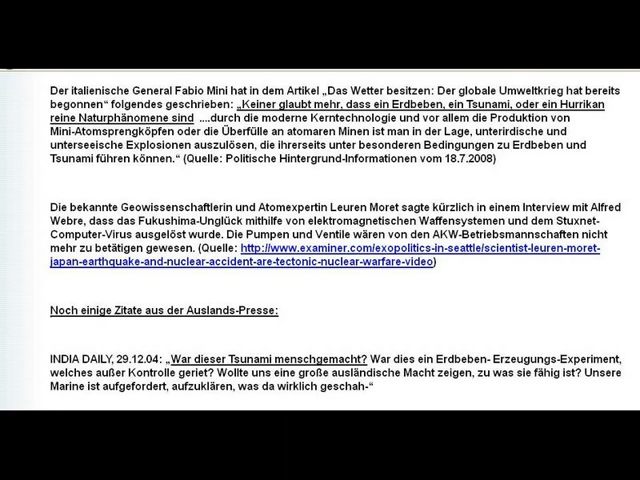 Der italienische General Fabio Mini hat in dem Artikel „Das Wetter besitzen: Der globale Umweltkrieg hat bereits
begonnen“ folgendes geschrieben: „Keiner glaubt mehr, dass ein Erdbeben, ein Tsunami, oder ein Hurrikan
reine Naturphänomene sind ....durch die moderne Kerntechnologie und vor allem die Produktion von
Mini-Atomsprengköpfen oder die Überfülle an atomaren Minen ist man in der Lage, unterirdische und
unterseeische Explosionen auszulösen, die ihrerseits unter besonderen Bedingungen zu Erdbeben und
Tsunami führen können.“ (Quelle: Politische Hintergrund-Informationen vom 18.7.2008)
Die bekannte Geowissenschaftlerin und Atomexpertin Leuren Moret sagte kürzlich in einem Interview mit Alfred
Webre, dass das Fukushima-Unglück mithilfe von elektromagnetischen Waffensystemen und dem Stuxnet-
Computer-Virus ausgelöst wurde. Die Pumpen und Ventile wären von den AKW-Betriebsmannschaften nicht
mehr zu betätigen gewesen. (Quelle: http://www.examiner.com/exopolitics-in-seattle/scientist-leuren-moret-
japan-earthquake-and-nuclear-accident-are-tectonic-nuclear-warfare-video)
Noch einige Zitate aus der Auslands-Presse:
INDIA DAILY, 29.12.04: „War dieser Tsunami menschgemacht? War dies ein Erdbeben- Erzeugungs-Experiment,
welches außer Kontrolle geriet? Wollte uns eine große ausländische Macht zeigen, zu was sie fähig ist? Unsere
Marine ist aufgefordert, aufzuklären, was da wirklich geschah-“